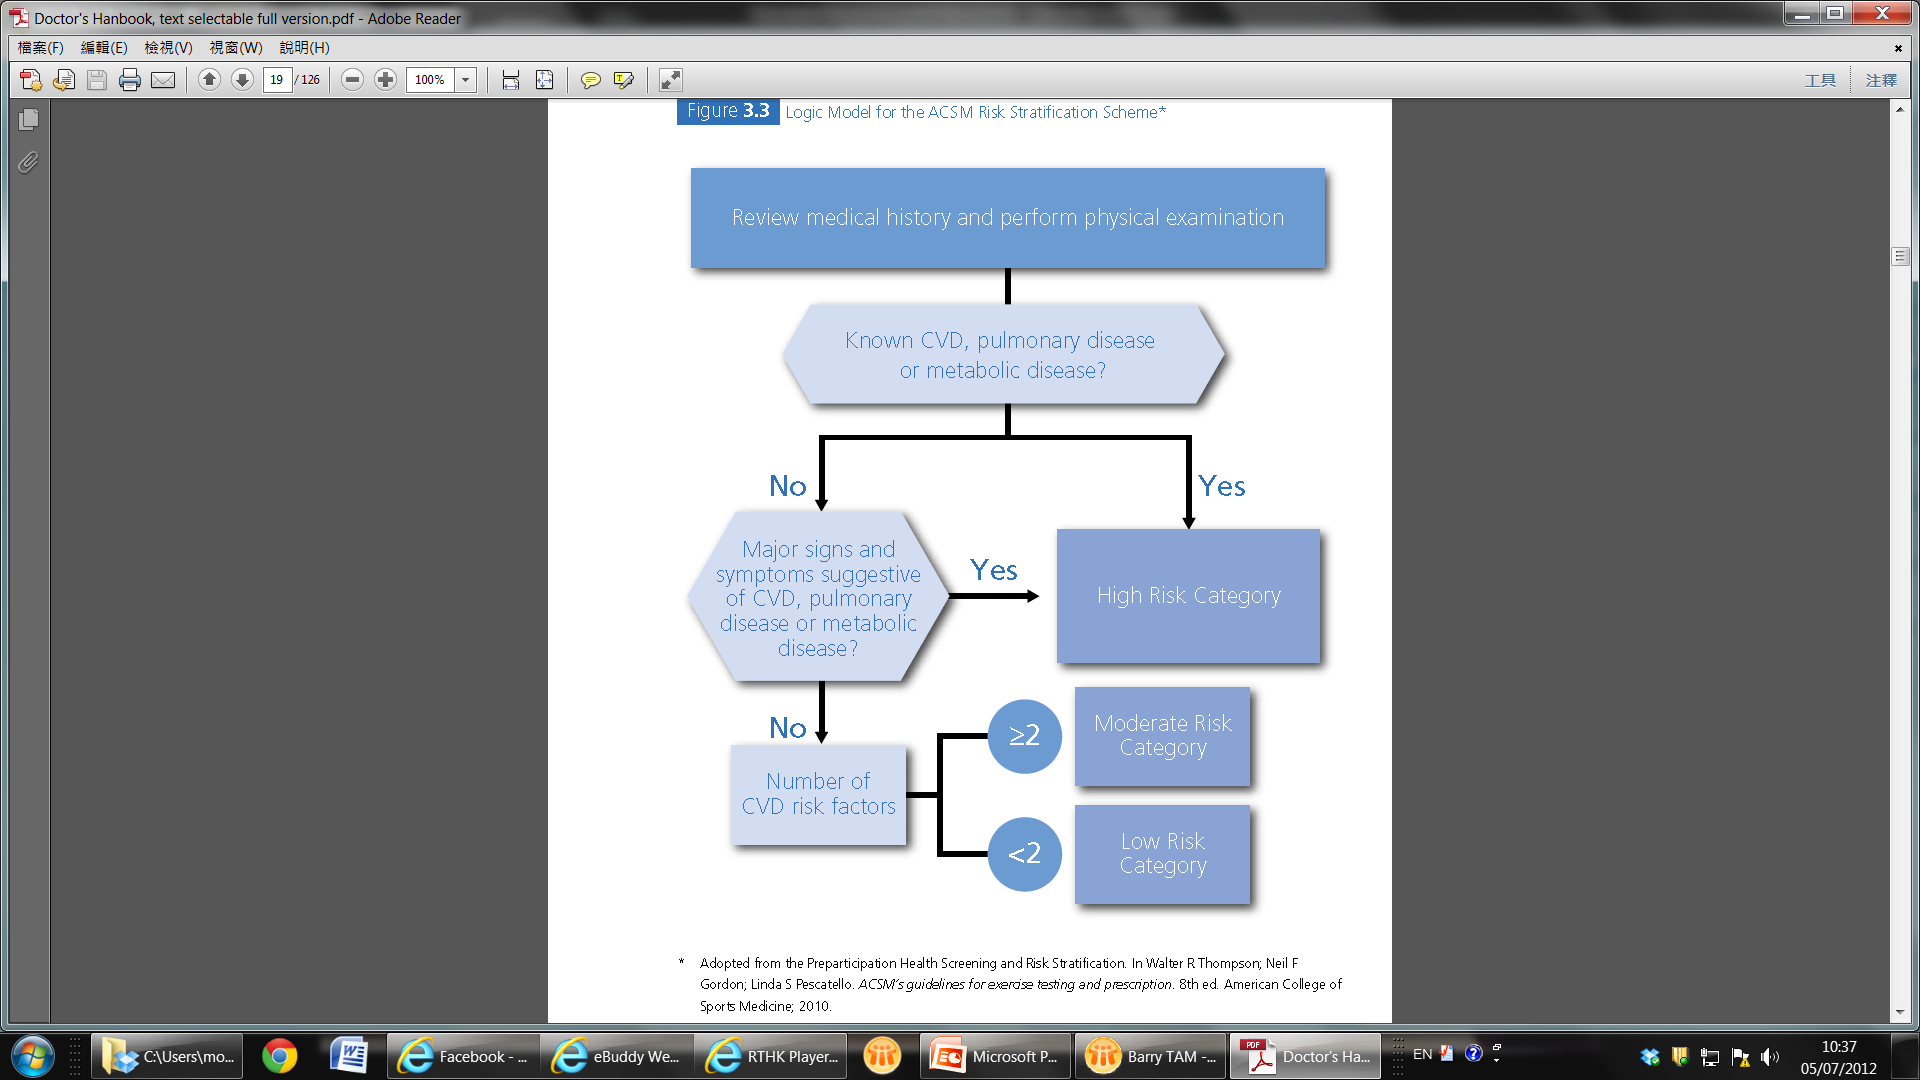 Doctor's Hanbook, text selectable full version.pdf - Adobe Reader
檔案(F) 編輯(E) 檢視(V) 視窗(W) 說明(H)
19 / 126 100% 工具 注釋
Figure 3.3 Logic Model for the ACSM Risk Stratification Scheme*
Review medical history and perform physical examination
Known CVD, pulmonary disease
or metabolic disease?
No
Yes
Major signs and
symptoms suggestive
of CVD, pulmonary
disease or metabolic
disease?
Yes
High Risk Category
No
Number of
CVD risk factors
≥2
Moderate Risk
Category
<2
Low Risk
Category
* Adopted from the Preparticipation Health Screening and Risk Stratification. In Walter R Thompson; Neil F
Gordon; Linda S Pescatello. ACSM's guidelines for exercise testing and prescription. 8th ed. American College of
Sports Medicine; 2010.
C:\Users\mo... Facebook - ... eBuddy We... RTHK Player... Microsoft P... Barry TAM -... Doctor's Ha... EN
10:37
05/07/2012